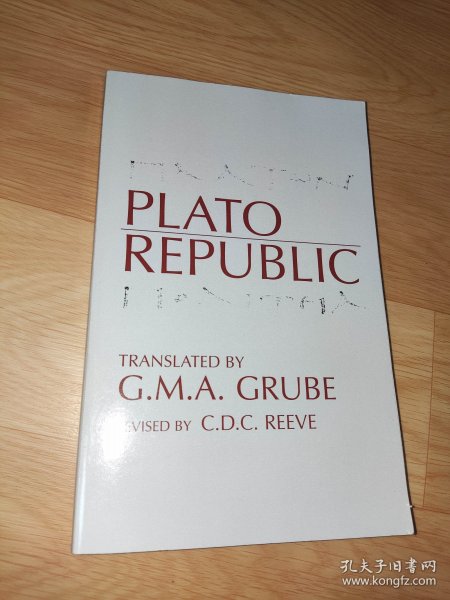 PLATO
REPUBLIC
TRANSLATED BY
G.M.A. GRUBE
EVISED BY C.D.C. REEVE
孔夫子旧书网
www.kongfz.com